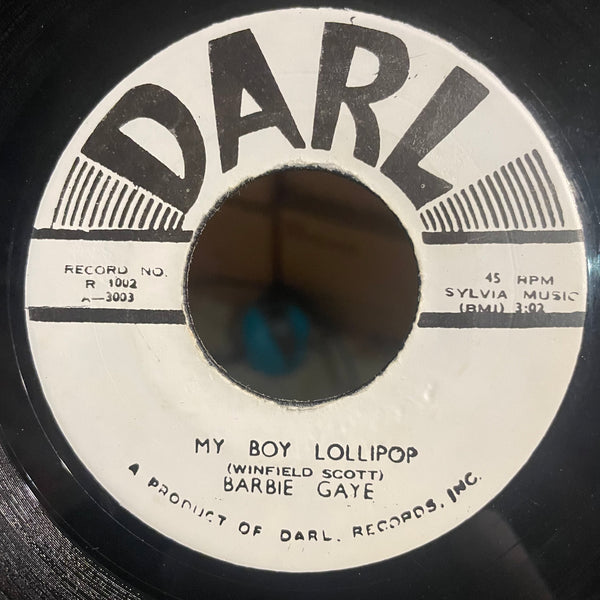 DARL
RECORD NO.
R 1002
A-3003
45 RPM
SYLVIA MUSIC
(BMI) 3:02
MY BOY LOLLIPOP
(WINFIELD SCOTT)
BARBIE GAYE
A PRODUCT OF DARL. RECORDS, INC.